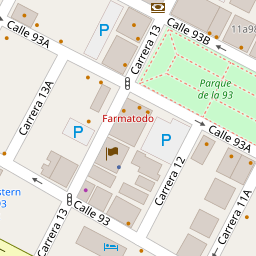 Calle 93A
P
Carrera 13
Calle 93B
11a98
Parque
de la 93
Carrera 13A
Farmatodo
P
P
Calle 93A
Carrera 12
Carrera 11A
stern
93
Calle 93
Carrera 13